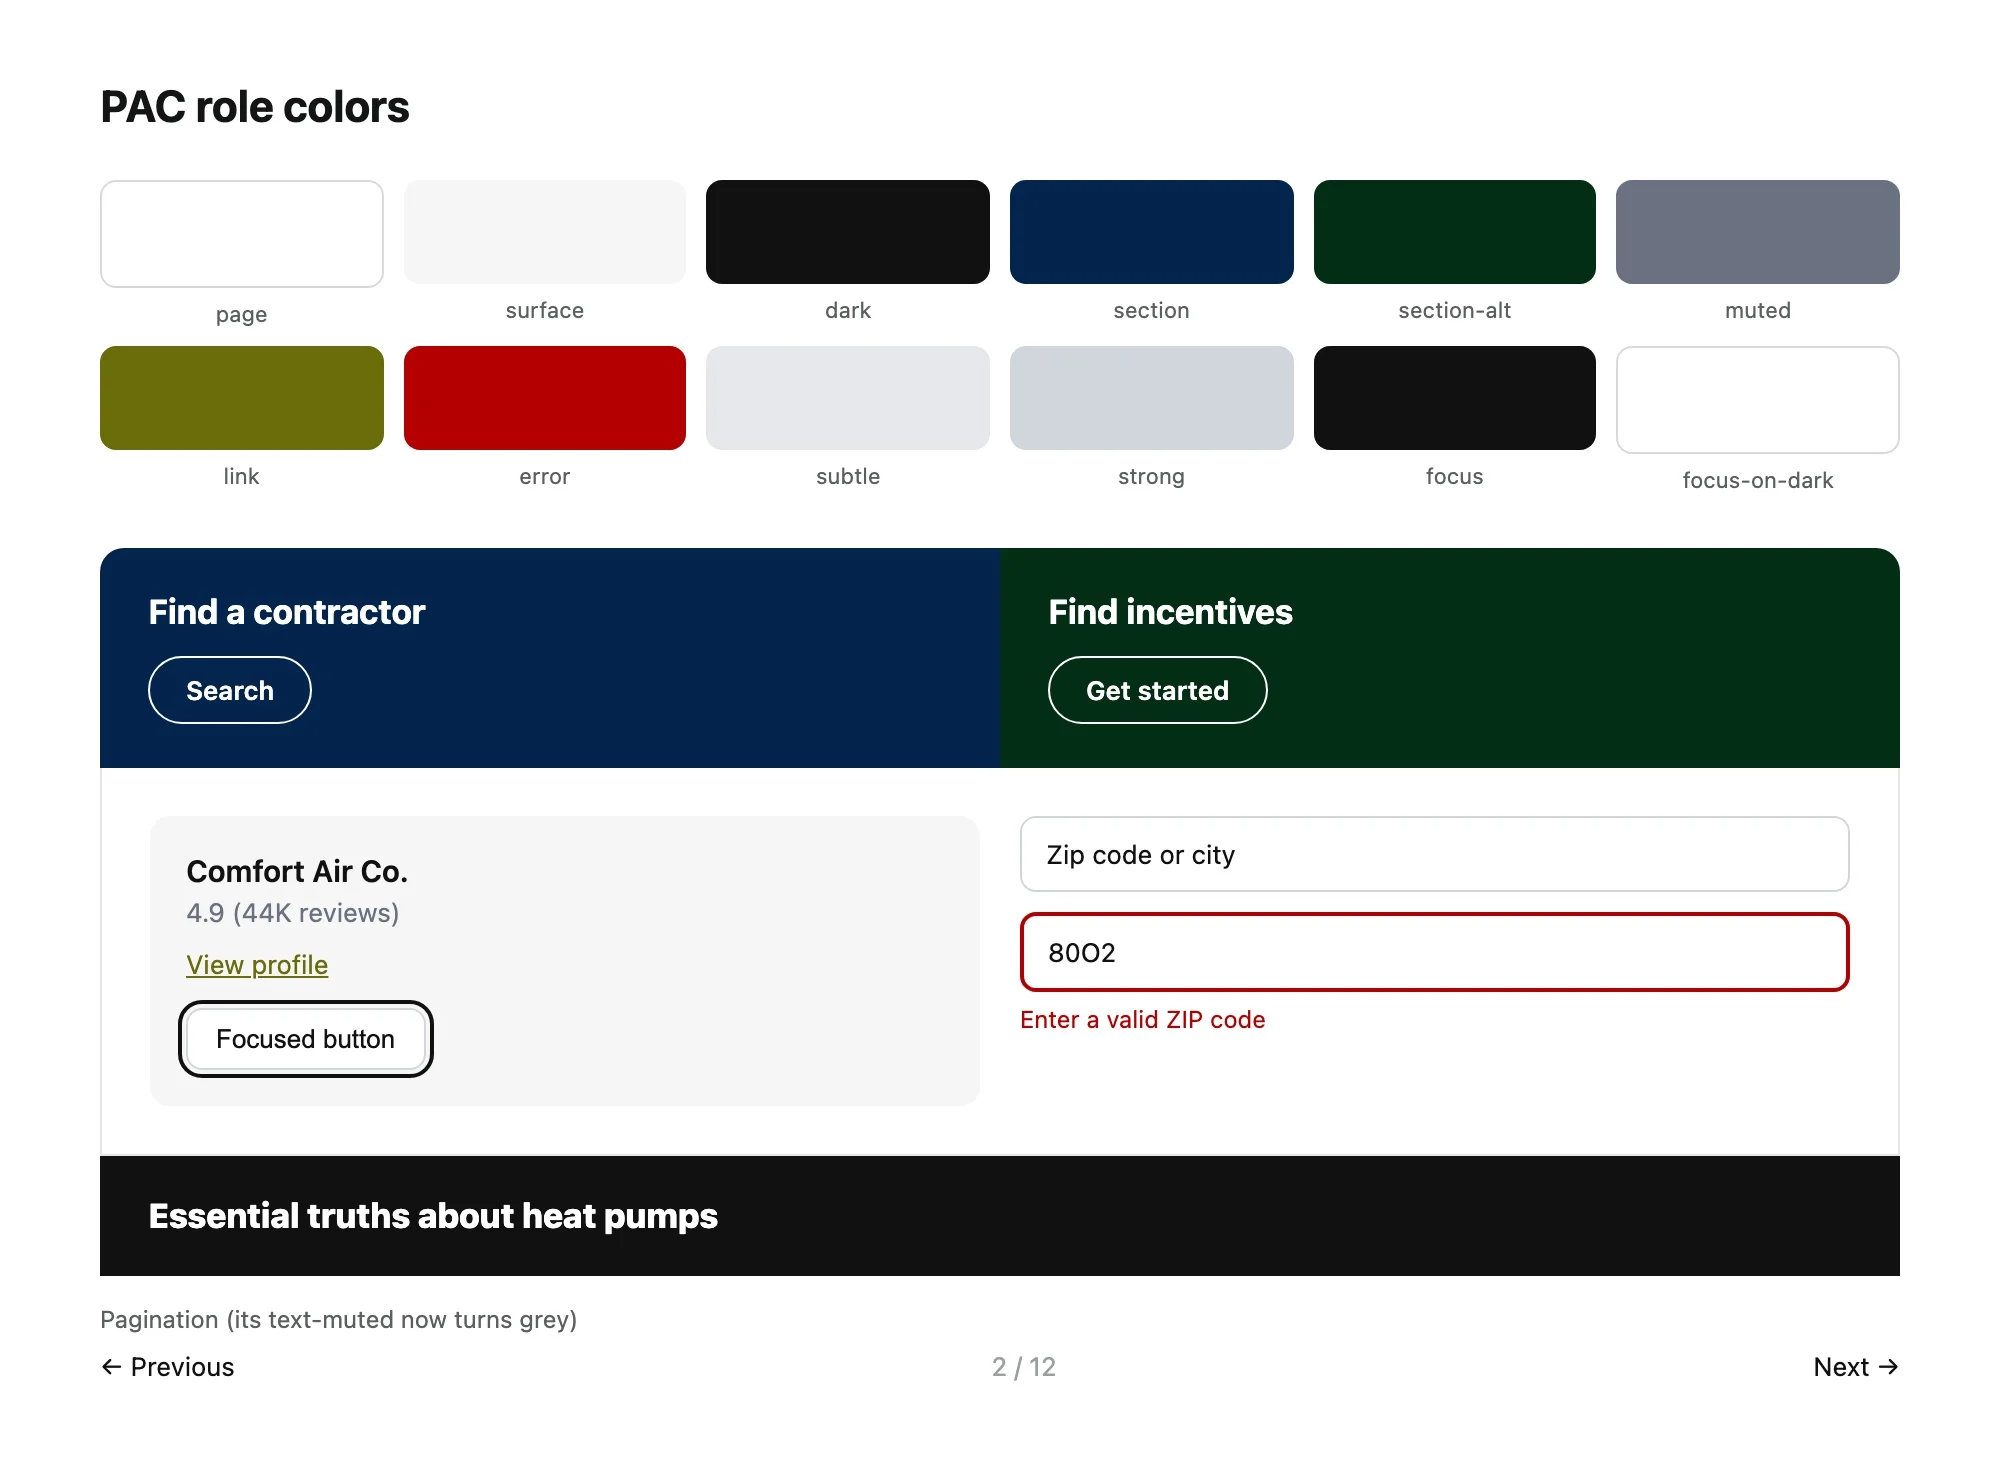 PAC role colors
page
surface
dark
section
section-alt
muted
link
error
subtle
strong
focus
focus-on-dark
Find a contractor
Search
Find incentives
Get started
Comfort Air Co.
4.9 (44K reviews)
View profile
Focused button
Zip code or city
80O2
Enter a valid ZIP code
Essential truths about heat pumps
Pagination (its text-muted now turns grey)
← Previous
2 / 12
Next →